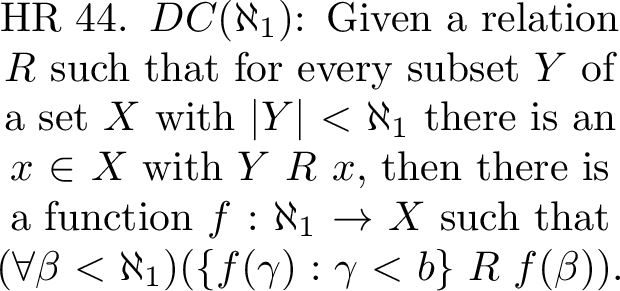 HR 44. DC(ℵ₁): Given a relation
R such that for every subset Y of
a set X with |Y| < ℵ₁ there is an
x ∈ X with Y R x, then there is
a function f : ℵ₁ → X such that
(∀β < ℵ₁)({f(γ) : γ < b} R f(β)).